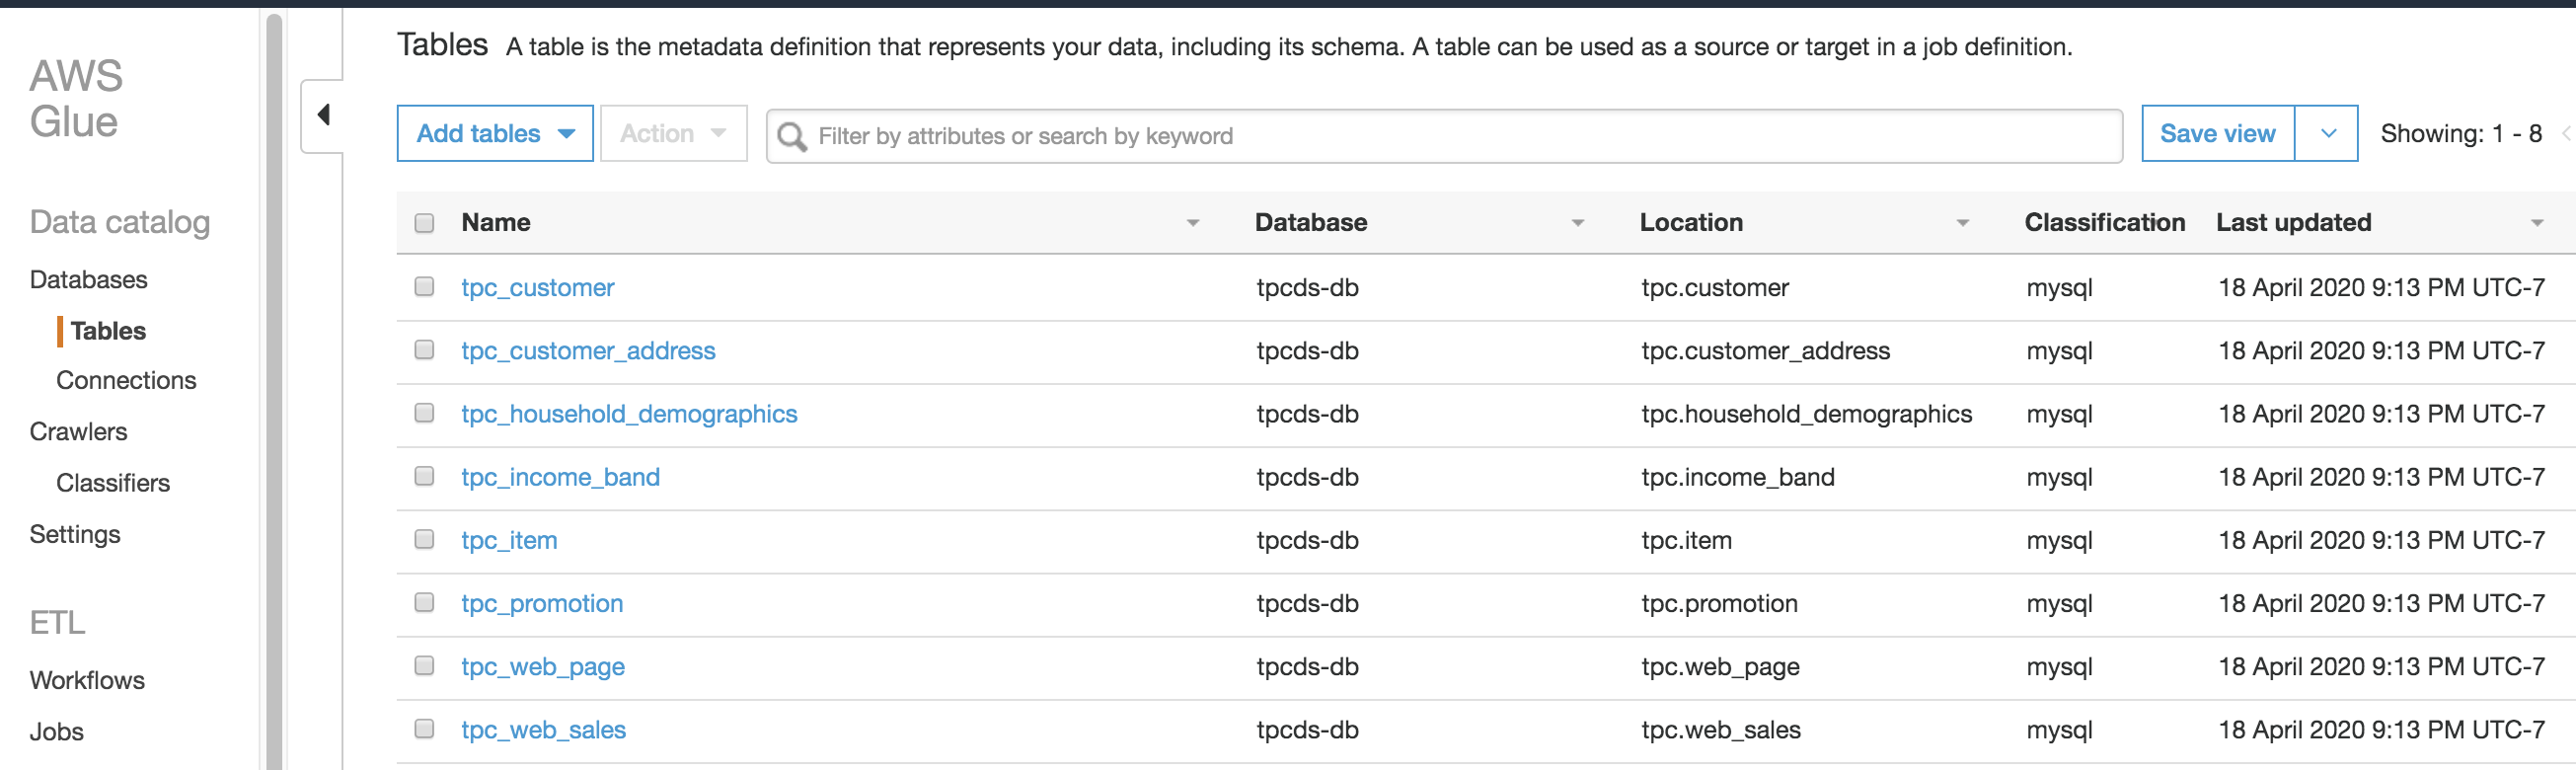 AWS
Glue
Data catalog
Databases
Tables
Connections
Crawlers
Classifiers
Settings
ETL
Workflows
Jobs
Tables A table is the metadata definition that represents your data, including its schema. A table can be used as a source or target in a job definition.
Add tables Action Filter by attributes or search by keyword Save view Showing: 1 - 8
Name Database Location Classification Last updated
tpc_customer tpcds-db tpc.customer mysql 18 April 2020 9:13 PM UTC-7
tpc_customer_address tpcds-db tpc.customer_address mysql 18 April 2020 9:13 PM UTC-7
tpc_household_demographics tpcds-db tpc.household_demographics mysql 18 April 2020 9:13 PM UTC-7
tpc_income_band tpcds-db tpc.income_band mysql 18 April 2020 9:13 PM UTC-7
tpc_item tpcds-db tpc.item mysql 18 April 2020 9:13 PM UTC-7
tpc_promotion tpcds-db tpc.promotion mysql 18 April 2020 9:13 PM UTC-7
tpc_web_page tpcds-db tpc.web_page mysql 18 April 2020 9:13 PM UTC-7
tpc_web_sales tpcds-db tpc.web_sales mysql 18 April 2020 9:13 PM UTC-7